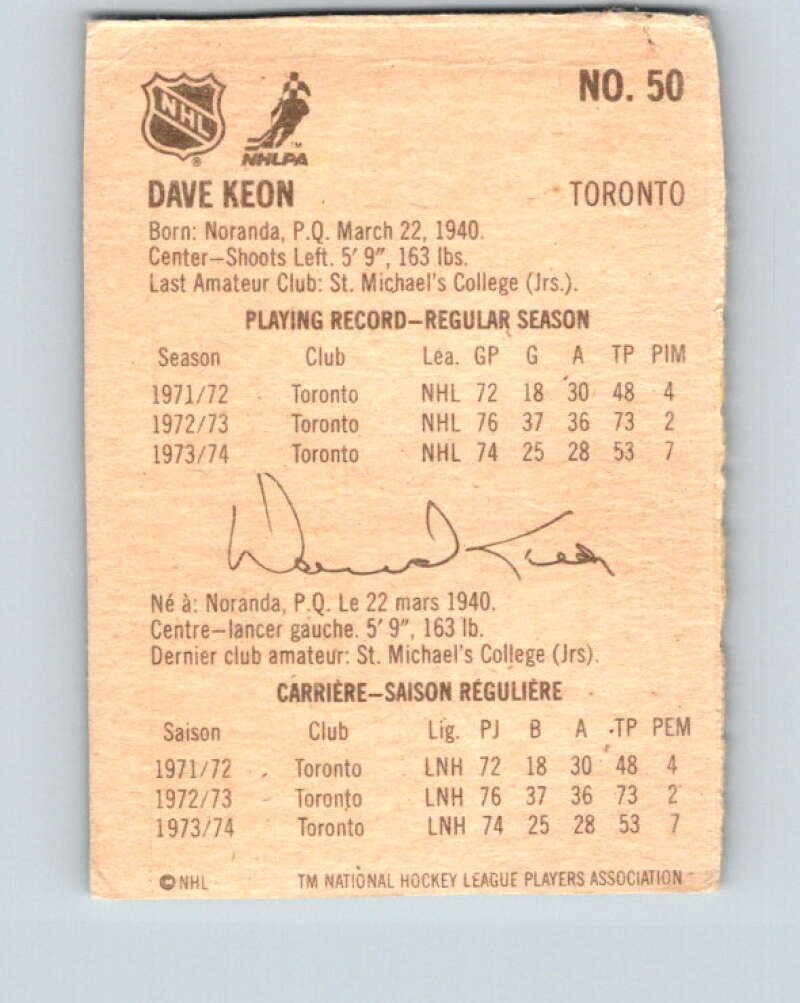 NO. 50
NHL
®
TM
NHLPA
DAVE KEON TORONTO
Born: Noranda, P.Q. March 22, 1940.
Center–Shoots Left. 5′ 9″, 163 lbs.
Last Amateur Club: St. Michael's College (Jrs.).
PLAYING RECORD–REGULAR SEASON
Season Club Lea. GP G A TP PIM
1971/72 Toronto NHL 72 18 30 48 4
1972/73 Toronto NHL 76 37 36 73 2
1973/74 Toronto NHL 74 25 28 53 7
David Keon
Né à: Noranda, P.Q. Le 22 mars 1940.
Centre–lancer gauche. 5′ 9″, 163 lb.
Dernier club amateur: St. Michael's College (Jrs).
CARRIÈRE–SAISON RÉGULIÈRE
Saison Club Lig. PJ B A TP PEM
1971/72 Toronto LNH 72 18 30 48 4
1972/73 Toronto LNH 76 37 36 73 2
1973/74 Toronto LNH 74 25 28 53 7
© NHL TM NATIONAL HOCKEY LEAGUE PLAYERS ASSOCIATION